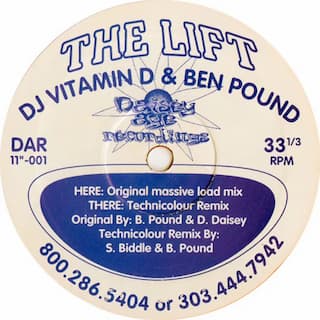 THE LIFT
DJ VITAMIN D & BEN POUND
Daisey
age
recordings
DAR
11"-001
33 1/3
RPM
HERE: Original massive load mix
THERE: Technicolour Remix
Original By: B. Pound & D. Daisey
Technicolour Remix By:
S. Biddle & B. Pound
800.286.5404 or 303.444.7942